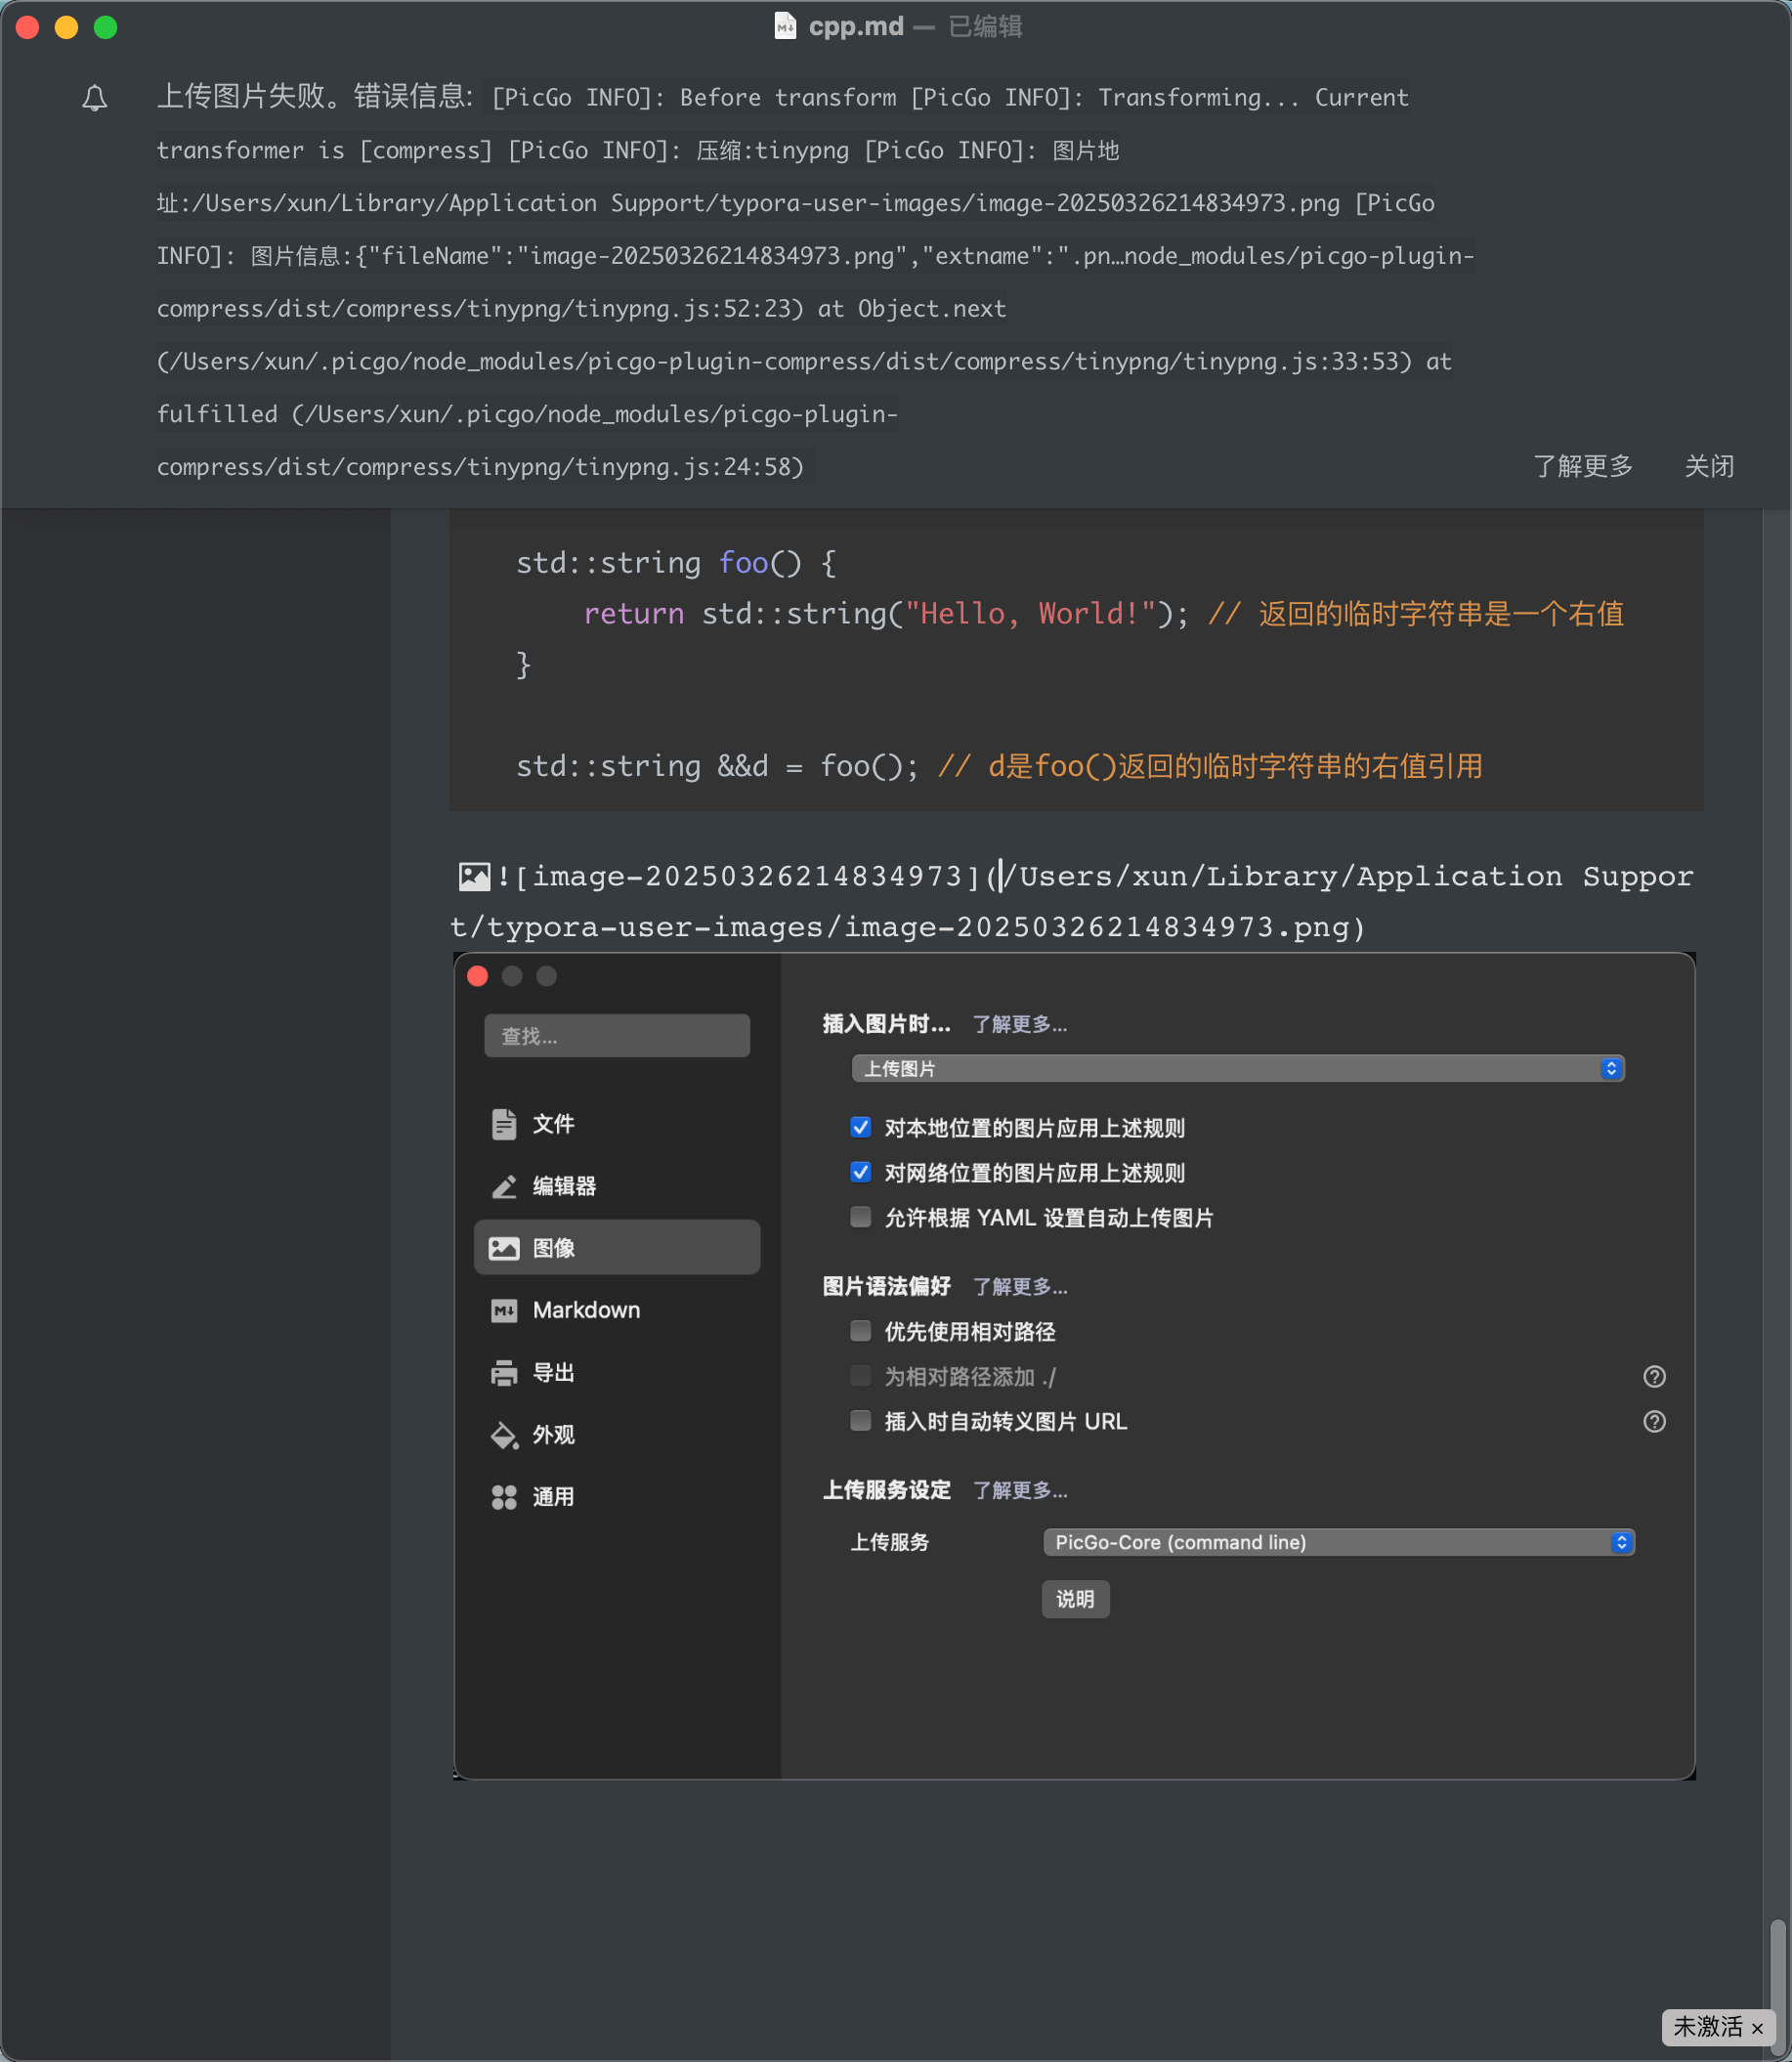 cpp.md — 已编辑
上传图片失败。错误信息: [PicGo INFO]: Before transform [PicGo INFO]: Transforming... Current
transformer is [compress] [PicGo INFO]: 压缩:tinypng [PicGo INFO]: 图片地
址:/Users/xun/Library/Application Support/typora-user-images/image-20250326214834973.png [PicGo
INFO]: 图片信息:{"fileName":"image-20250326214834973.png","extname":".pn…node_modules/picgo-plugin-
compress/dist/compress/tinypng/tinypng.js:52:23) at Object.next
(/Users/xun/.picgo/node_modules/picgo-plugin-compress/dist/compress/tinypng/tinypng.js:33:53) at
fulfilled (/Users/xun/.picgo/node_modules/picgo-plugin-
compress/dist/compress/tinypng/tinypng.js:24:58)
了解更多 关闭
std::string foo() {
    return std::string("Hello, World!"); // 返回的临时字符串是一个右值
}
std::string &&d = foo(); // d是foo()返回的临时字符串的右值引用
![image-20250326214834973](/Users/xun/Library/Application Suppor
t/typora-user-images/image-20250326214834973.png)
查找...
文件
编辑器
图像
Markdown
导出
外观
通用
插入图片时... 了解更多...
上传图片
对本地位置的图片应用上述规则
对网络位置的图片应用上述规则
允许根据 YAML 设置自动上传图片
图片语法偏好 了解更多...
优先使用相对路径
为相对路径添加 ./
插入时自动转义图片 URL
上传服务设定 了解更多...
上传服务 PicGo-Core (command line)
说明
未激活 ×